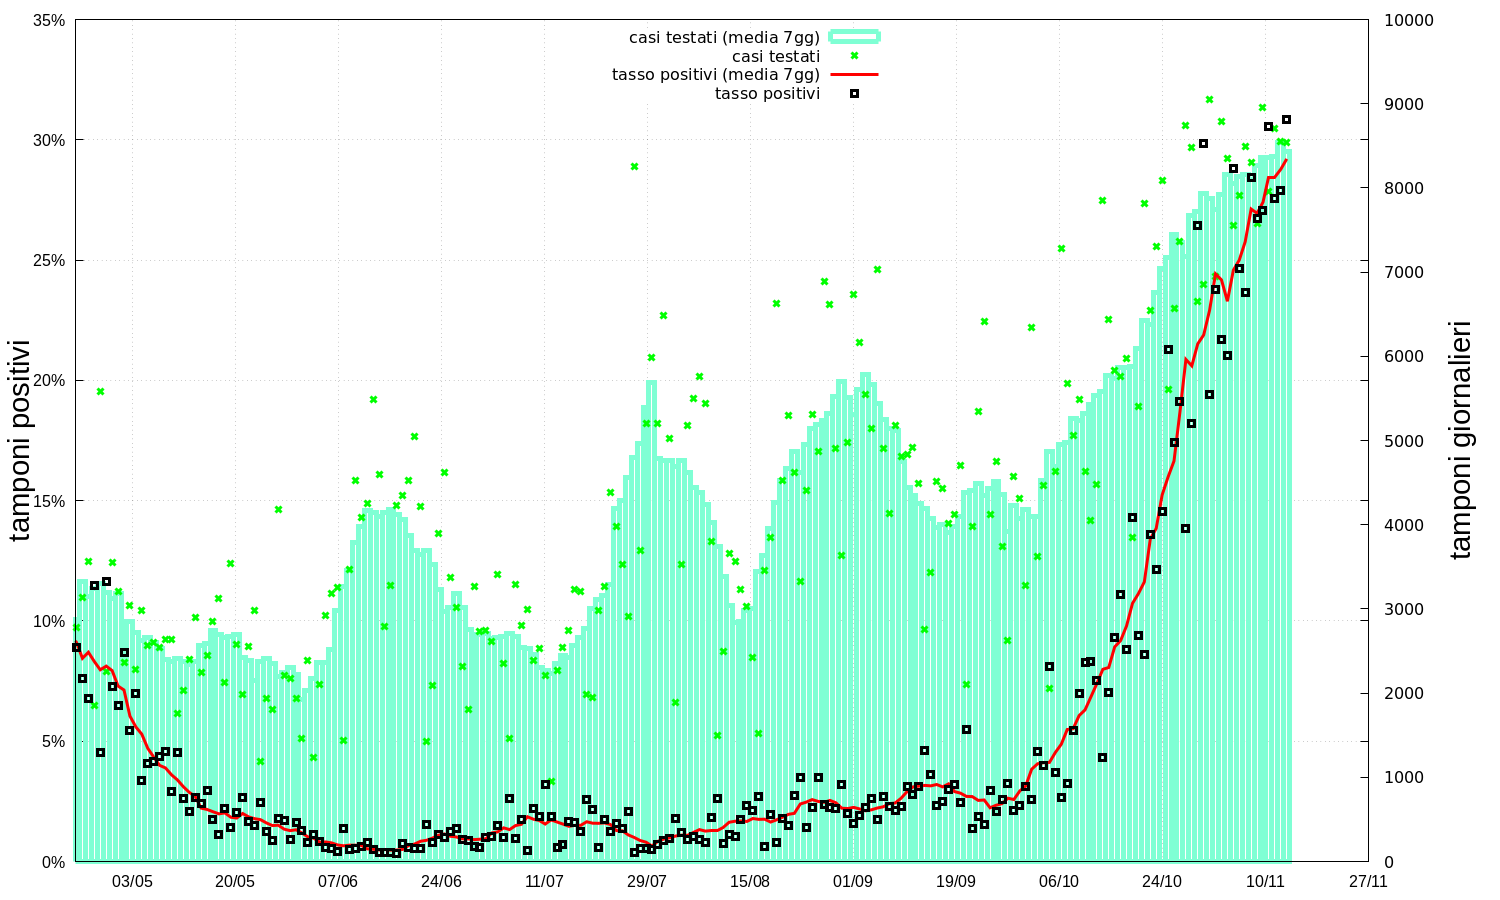 casi testati (media 7gg)
casi testati
tasso positivi (media 7gg)
tasso positivi
tamponi positivi
35%
30%
25%
20%
15%
10%
5%
0%
10000
9000
8000
7000
6000
5000
4000
3000
2000
1000
0
tamponi giornalieri
03/05 20/05 07/06 24/06 11/07 29/07 15/08 01/09 19/09 06/10 24/10 10/11 27/11